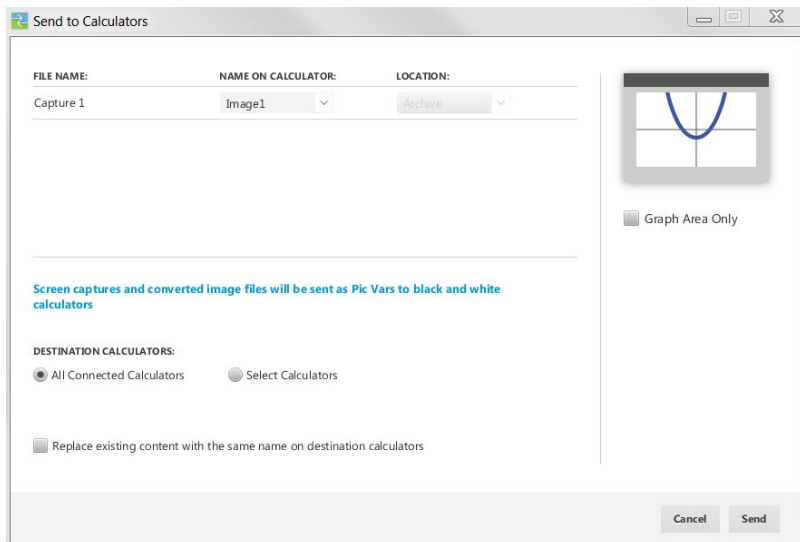 Send to Calculators
FILE NAME: NAME ON CALCULATOR: LOCATION:
Capture 1 Image1 Archive
Graph Area Only
Screen captures and converted image files will be sent as Pic Vars to black and white
calculators
DESTINATION CALCULATORS:
All Connected Calculators Select Calculators
Replace existing content with the same name on destination calculators
Cancel Send